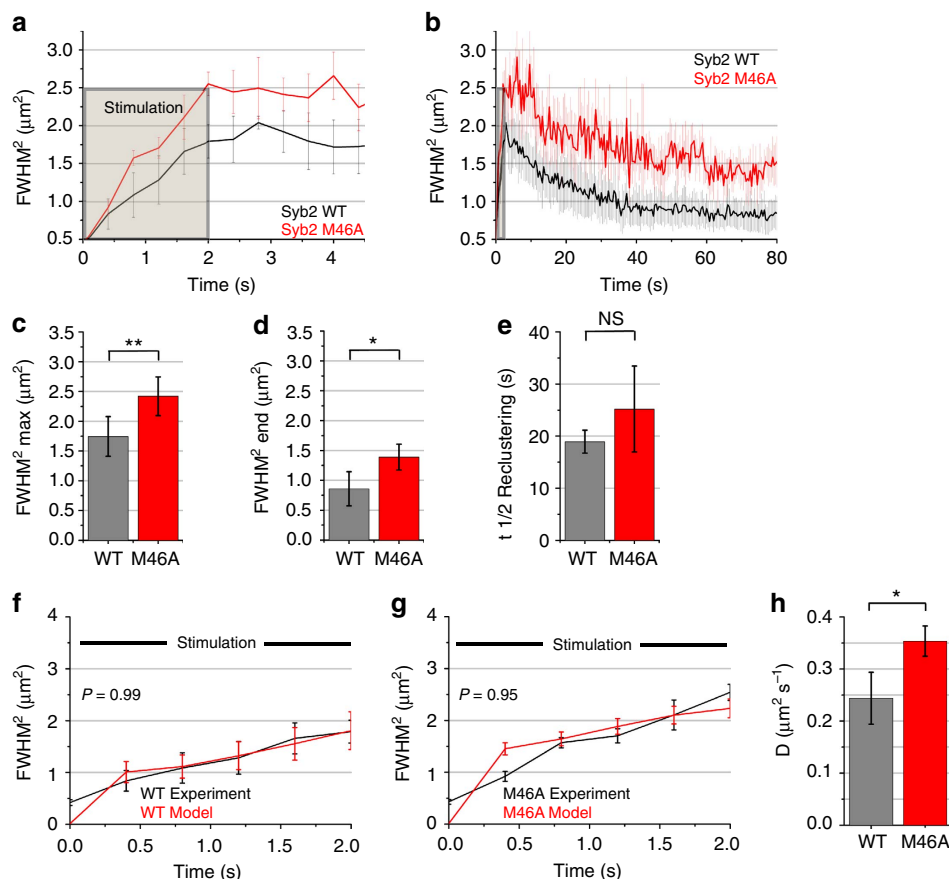 a
FWHM² (μm²)
3.0
2.5
2.0
1.5
1.0
0.5
Stimulation
Syb2 WT
Syb2 M46A
0 1 2 3 4
Time (s)
b
FWHM² (μm²)
3.0
2.5
2.0
1.5
1.0
0.5
Syb2 WT
Syb2 M46A
0 20 40 60 80
Time (s)
c
FWHM² max (μm²)
3.5
3.0
2.5
2.0
1.5
1.0
0.5
0.0
**
WT M46A
d
FWHM² end (μm²)
3.5
3.0
2.5
2.0
1.5
1.0
0.5
0.0
*
WT M46A
e
t 1/2 Reclustering (s)
40
30
20
10
0
NS
WT M46A
f
FWHM² (μm²)
4
3
2
1
0
Stimulation
P = 0.99
WT Experiment
WT Model
0.0 0.5 1.0 1.5 2.0
Time (s)
g
FWHM² (μm²)
4
3
2
1
0
Stimulation
P = 0.95
M46A Experiment
M46A Model
0.0 0.5 1.0 1.5 2.0
Time (s)
h
D (μm² s⁻¹)
0.4
0.3
0.2
0.1
0.0
*
WT M46A